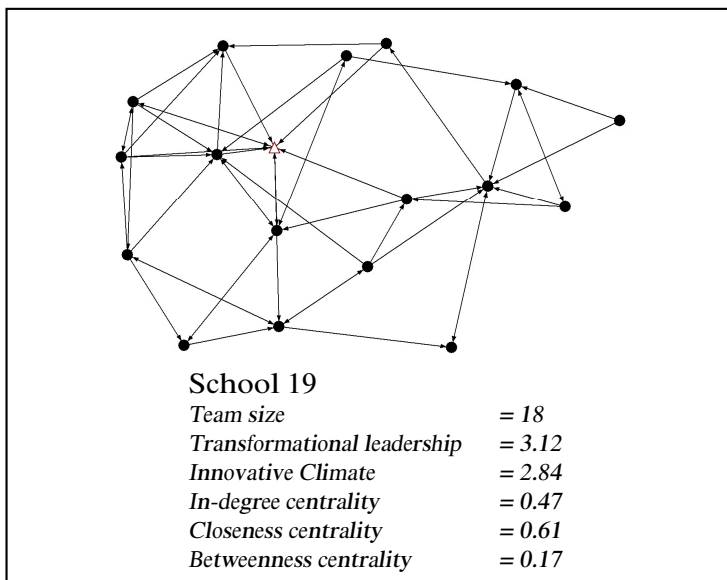 School 19
Team size = 18
Transformational leadership = 3.12
Innovative Climate = 2.84
In-degree centrality = 0.47
Closeness centrality = 0.61
Betweenness centrality = 0.17